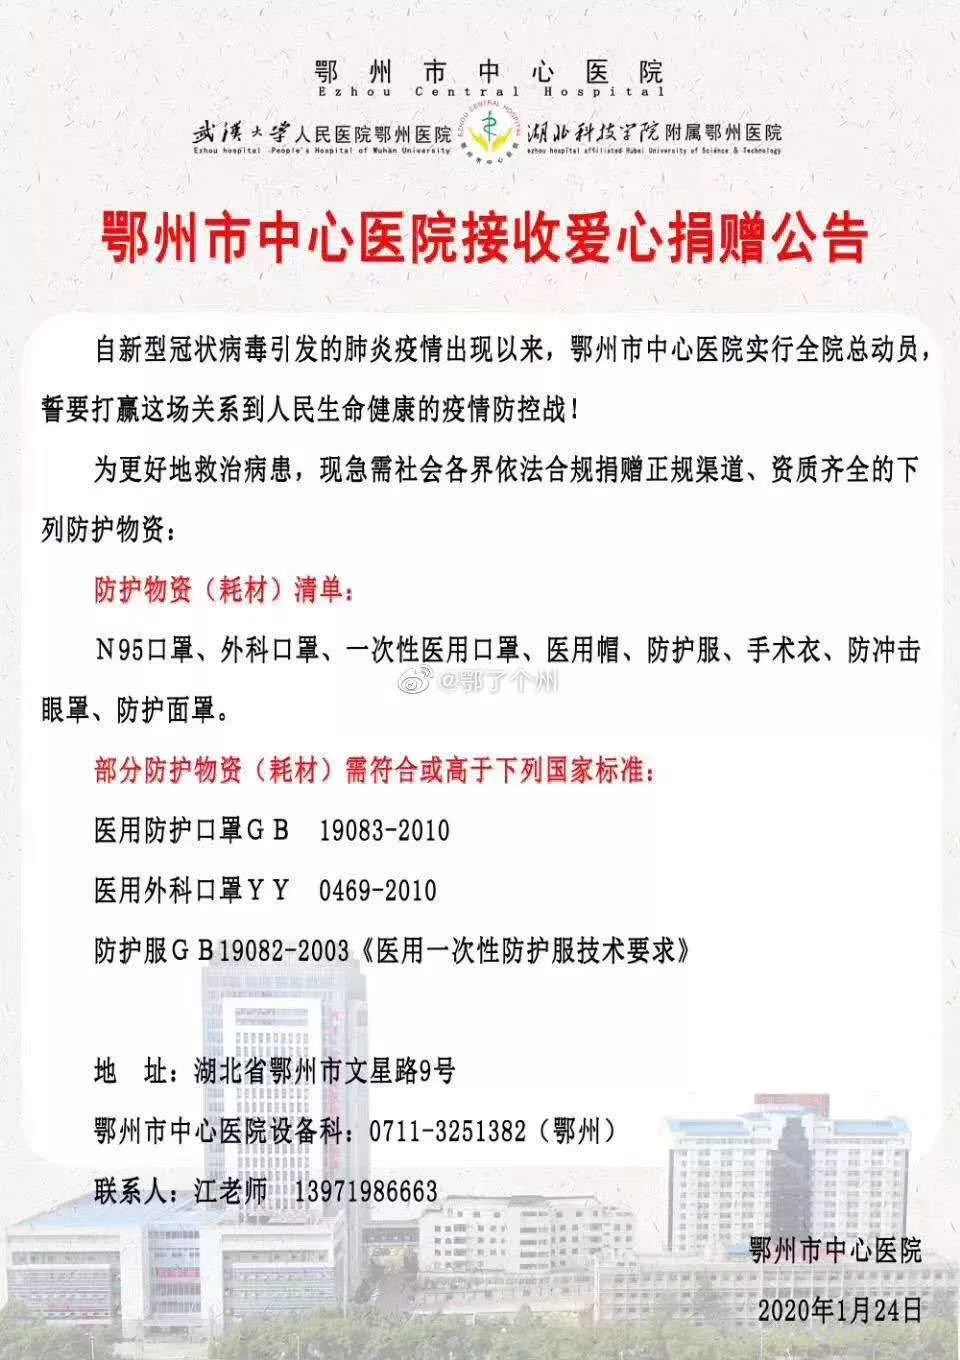 鄂州市中心医院
Ezhou Central Hospital
武汉大学人民医院鄂州医院
Ezhou hospital ·People's Hospital of Wuhan University
EZHOU CENTRAL HOSPITAL
鄂州市中心医院
湖北科技学院附属鄂州医院
ezhou hospital affiliated Hubei University of Science & Technology
鄂州市中心医院接收爱心捐赠公告
自新型冠状病毒引发的肺炎疫情出现以来，鄂州市中心医院实行全院总动员，
誓要打赢这场关系到人民生命健康的疫情防控战！
为更好地救治病患，现急需社会各界依法合规捐赠正规渠道、资质齐全的下
列防护物资：
防护物资（耗材）清单：
N95口罩、外科口罩、一次性医用口罩、医用帽、防护服、手术衣、防冲击
@鄂了个州
眼罩、防护面罩。
部分防护物资（耗材）需符合或高于下列国家标准：
医用防护口罩GB 19083-2010
医用外科口罩YY 0469-2010
防护服GB19082-2003《医用一次性防护服技术要求》
地 址：湖北省鄂州市文星路9号
鄂州市中心医院设备科：0711-3251382（鄂州）
联系人：江老师 13971986663
鄂州市中心医院
2020年1月24日